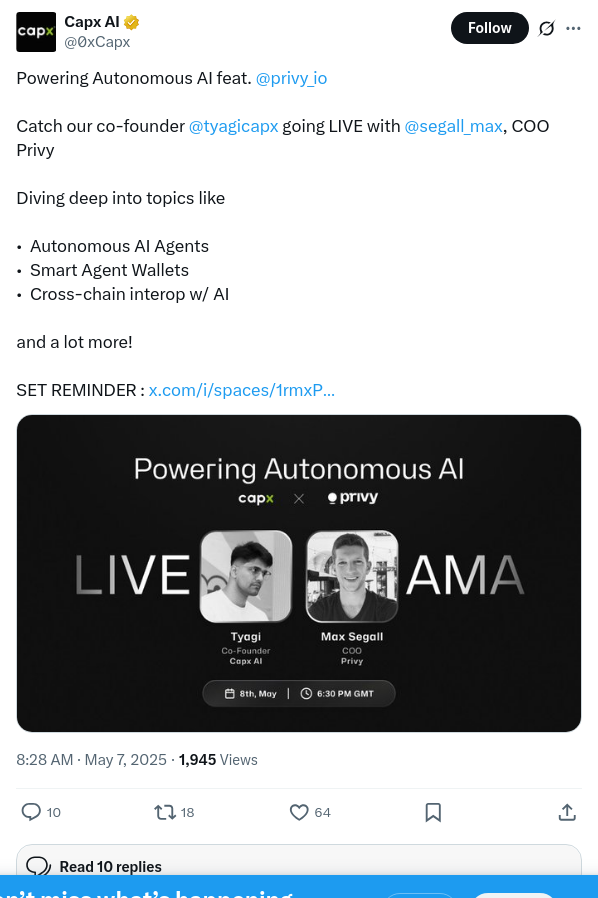 capx
Capx AI
@0xCapx
Follow
Powering Autonomous AI feat. @privy_io
Catch our co-founder @tyagicapx going LIVE with @segall_max, COO
Privy
Diving deep into topics like
• Autonomous AI Agents
• Smart Agent Wallets
• Cross-chain interop w/ AI
and a lot more!
SET REMINDER : x.com/i/spaces/1rmxP…
Powering Autonomous AI
capx × privy
LIVE AMA
Tyagi
Co-Founder
Capx AI
Max Segall
COO
Privy
8th, May | 6:30 PM GMT
8:28 AM · May 7, 2025 · 1,945 Views
10 18 64
Read 10 replies
what's happening